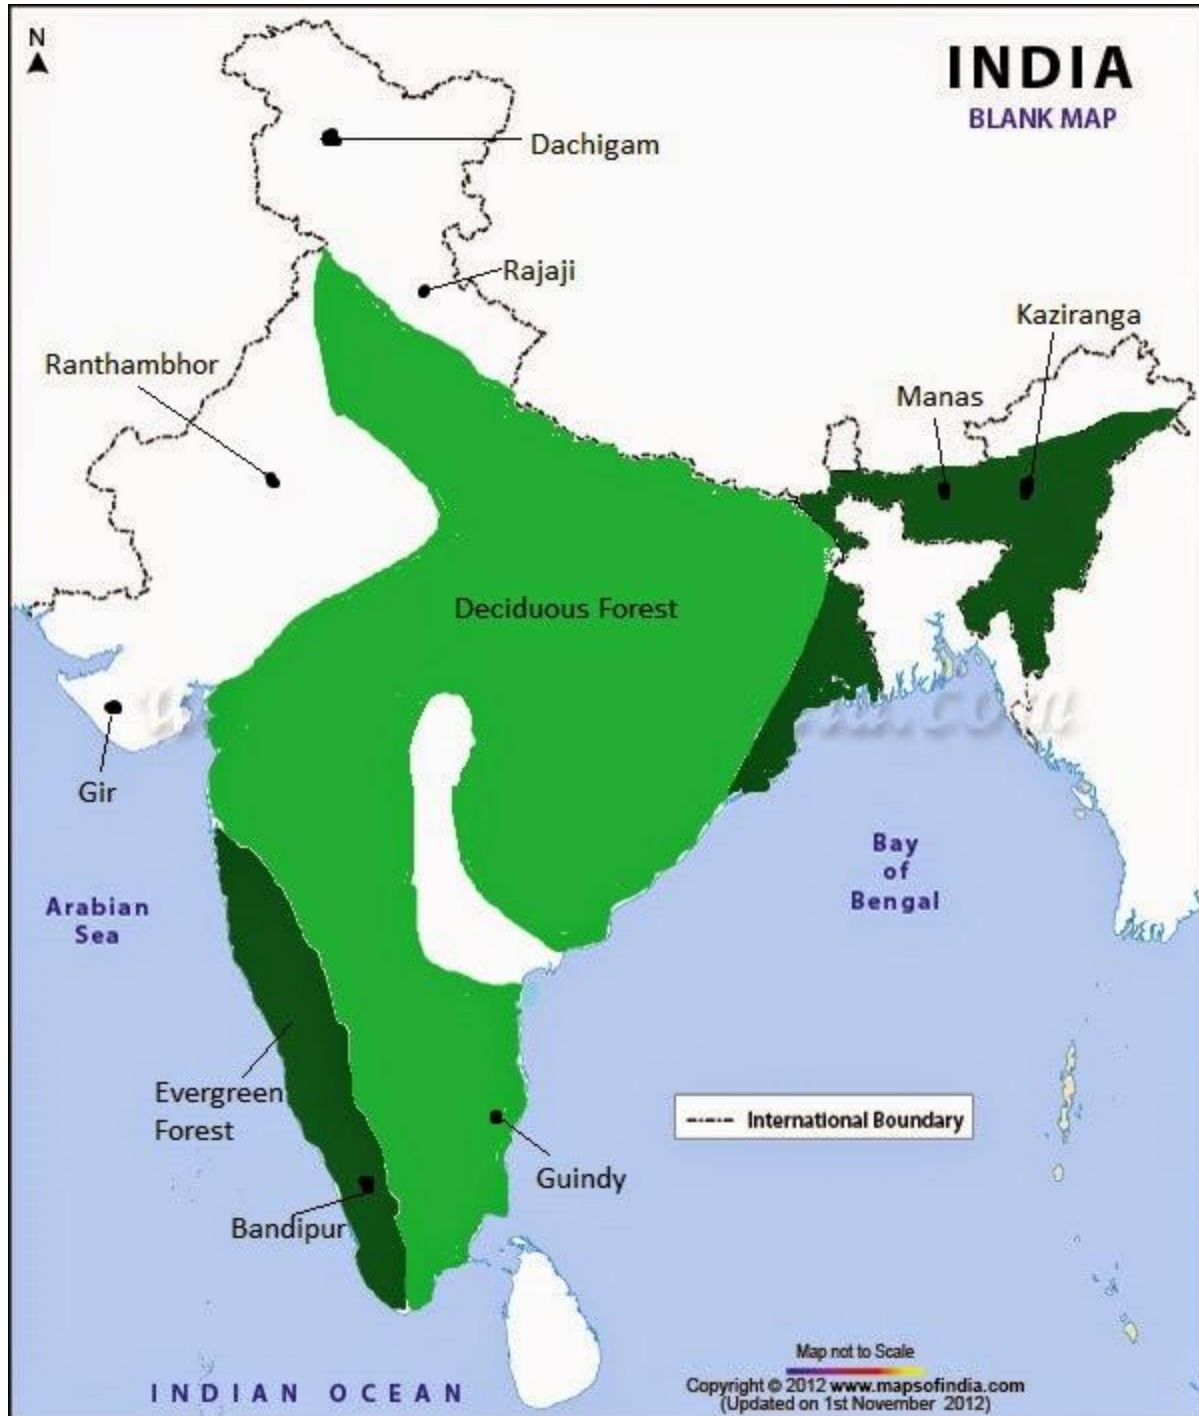 N
INDIA
BLANK MAP
Dachigam
Rajaji
Kaziranga
Ranthambhor
Manas
Deciduous Forest
Gir
Bay
of
Bengal
Arabian
Sea
Evergreen
Forest
International Boundary
Guindy
Bandipur
Map not to Scale
INDIAN OCEAN
Copyright © 2012 www.mapsofindia.com
(Updated on 1st November 2012)